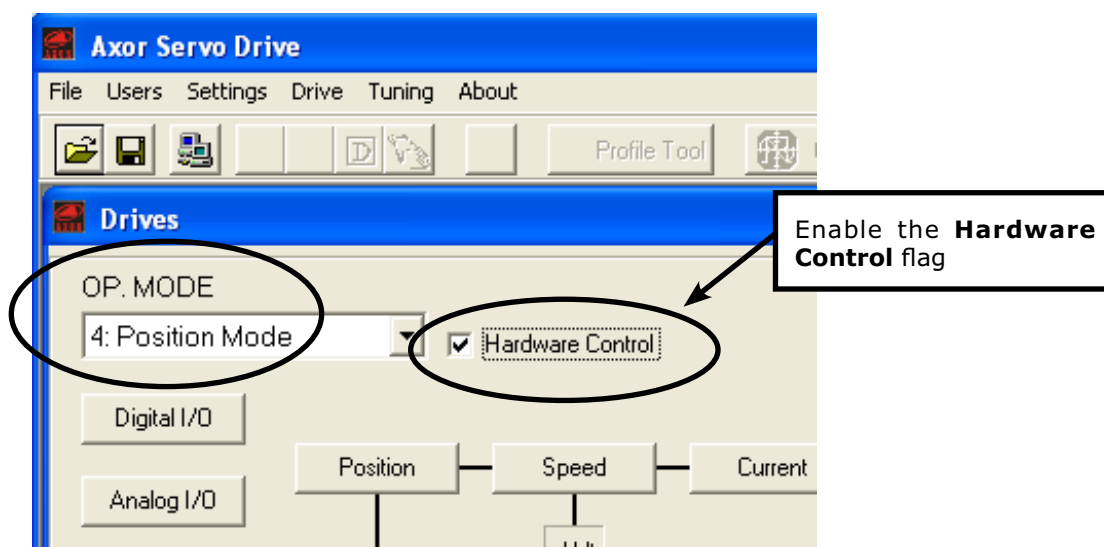 Axor Servo Drive
File Users Settings Drive Tuning About
D Profile Tool
Drives
Enable the Hardware
Control flag
OP. MODE
4: Position Mode
Hardware Control
Digital I/O
Position Speed Current
Analog I/O